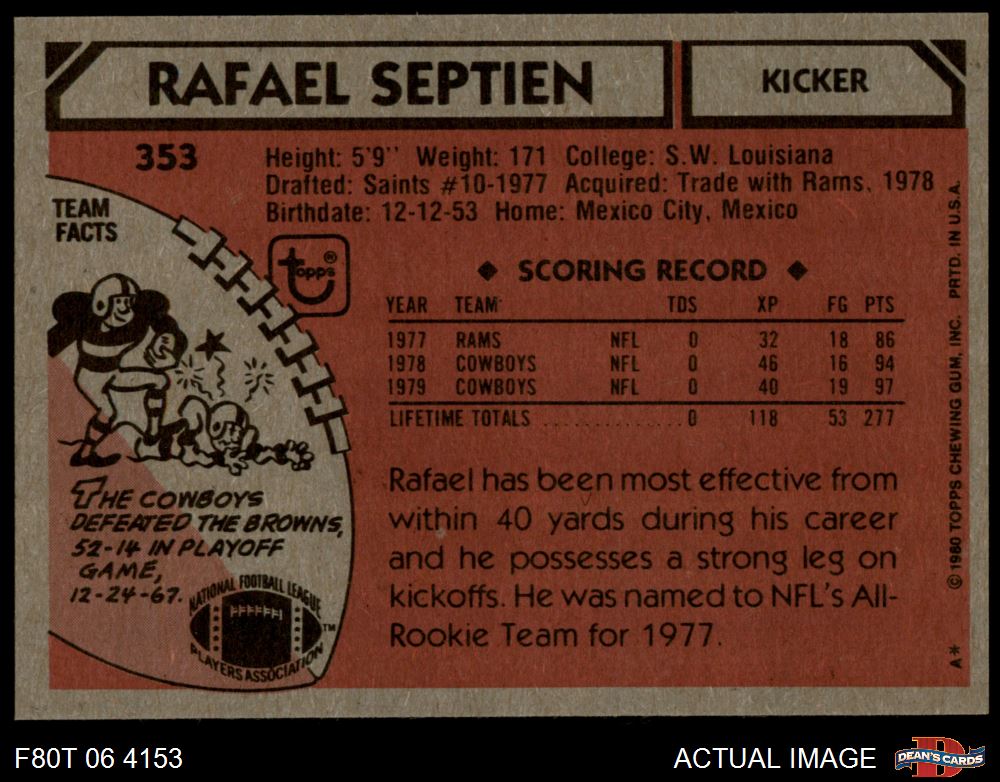 RAFAEL SEPTIEN
KICKER
353
Height: 5'9'' Weight: 171 College: S.W. Louisiana
Drafted: Saints #10-1977 Acquired: Trade with Rams, 1978
Birthdate: 12-12-53 Home: Mexico City, Mexico
TEAM
FACTS
topps®
◆ SCORING RECORD ◆
YEAR TEAM TDS XP FG PTS
1977 RAMS NFL 0 32 18 86
1978 COWBOYS NFL 0 46 16 94
1979 COWBOYS NFL 0 40 19 97
LIFETIME TOTALS .............. 0 118 53 277
Rafael has been most effective from
within 40 yards during his career
and he possesses a strong leg on
kickoffs. He was named to NFL's All-
Rookie Team for 1977.
THE COWBOYS
DEFEATED THE BROWNS,
52-14 IN PLAYOFF
GAME,
12-24-67.
NATIONAL FOOTBALL LEAGUE
PLAYERS ASSOCIATION
TM
© 1980 TOPPS CHEWING GUM, INC. PRTD. IN U.S.A.
A*
F80T 06 4153
ACTUAL IMAGE
D
DEAN'S CARDS